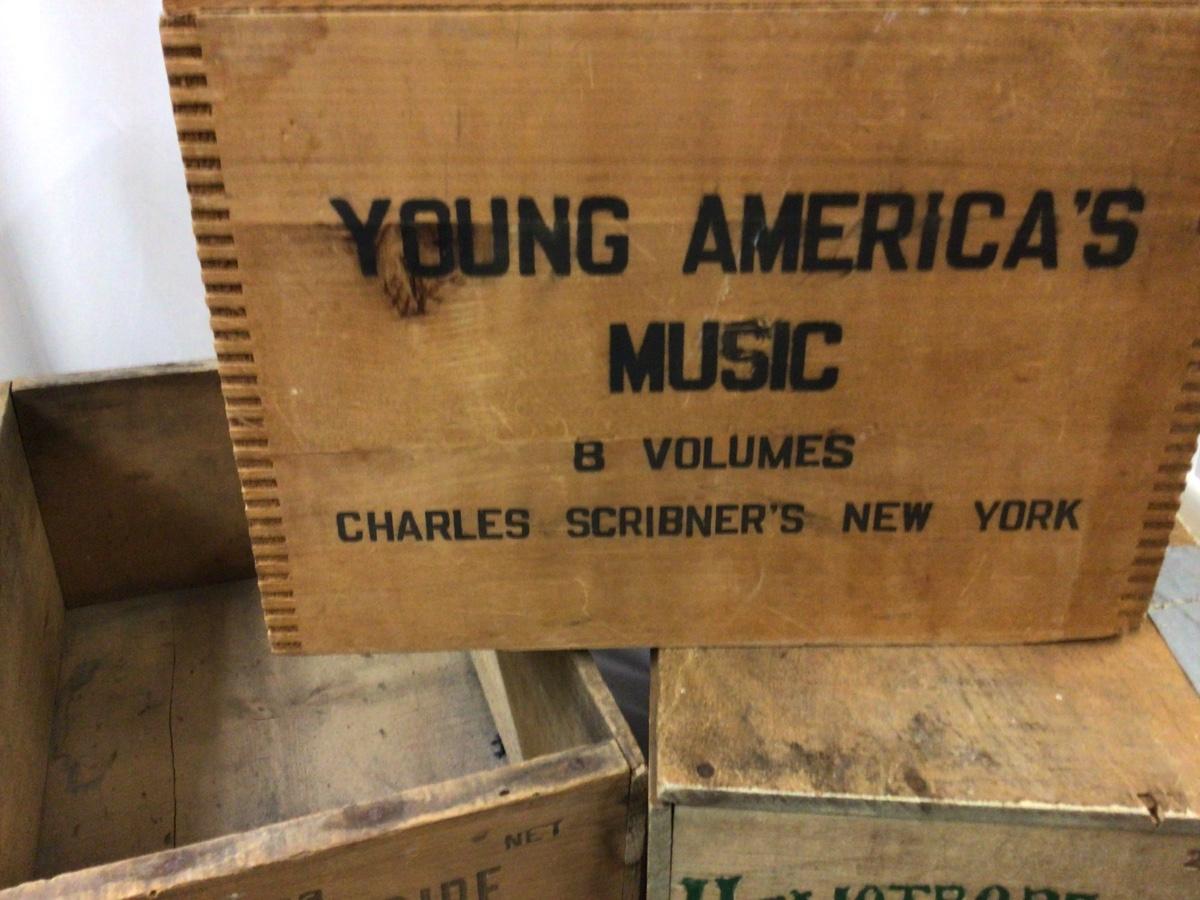 YOUNG AMERICA'S
MUSIC
8 VOLUMES
CHARLES SCRIBNER'S NEW YORK
NET